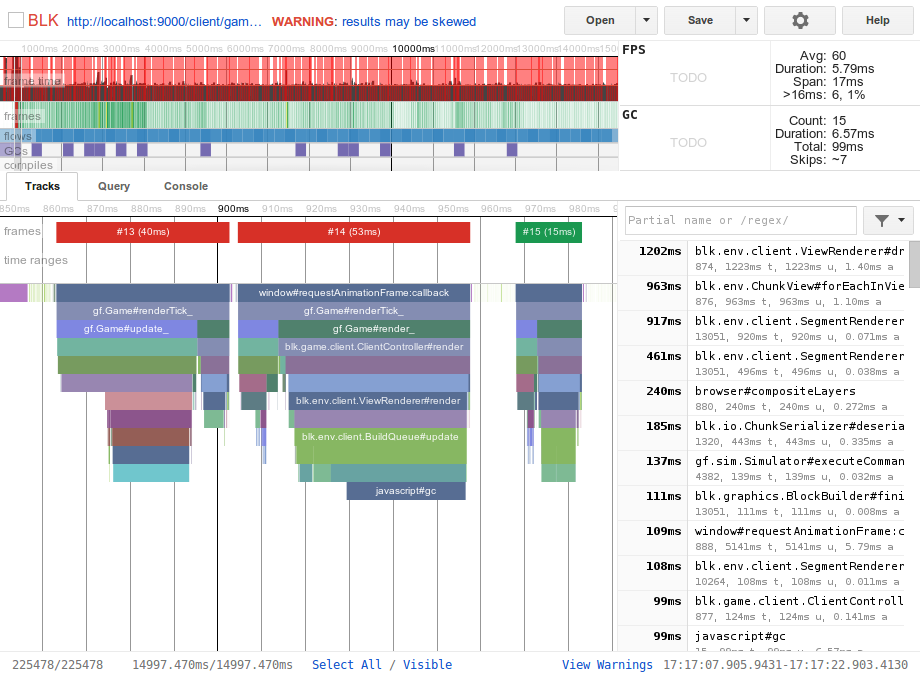 BLK http://localhost:9000/client/gam… WARNING: results may be skewed Open Save Help
1000ms 2000ms 3000ms 4000ms 5000ms 6000ms 7000ms 8000ms 9000ms 10000ms 11000ms 12000ms 13000ms 14000ms
frame time
frames
flows
GCs
compiles
FPS
TODO
Avg: 60
Duration: 5.79ms
Span: 17ms
>16ms: 6, 1%
GC
TODO
Count: 15
Duration: 6.57ms
Total: 99ms
Skips: ~7
Tracks Query Console
850ms 860ms 870ms 880ms 890ms 900ms 910ms 920ms 930ms 940ms 950ms 960ms 970ms 980ms
frames #13 (40ms) #14 (53ms) #15 (15ms)
time ranges
window#requestAnimationFrame:callback
gf.Game#renderTick_ gf.Game#renderTick_
gf.Game#update_ gf.Game#render_
blk.game.client.ClientController#render
blk.env.client.ViewRenderer#render
blk.env.client.BuildQueue#update
javascript#gc
Partial name or /regex/
1202ms blk.env.client.ViewRenderer#dr
874, 1223ms t, 1223ms u, 1.40ms a
963ms blk.env.ChunkView#forEachInVie
876, 963ms t, 963ms u, 1.10ms a
917ms blk.env.client.SegmentRenderer
13051, 920ms t, 920ms u, 0.071ms a
461ms blk.env.client.SegmentRenderer
13051, 496ms t, 496ms u, 0.038ms a
240ms browser#compositeLayers
880, 240ms t, 240ms u, 0.272ms a
185ms blk.io.ChunkSerializer#deseria
1320, 443ms t, 443ms u, 0.335ms a
137ms gf.sim.Simulator#executeComman
4382, 139ms t, 139ms u, 0.032ms a
111ms blk.graphics.BlockBuilder#fini
13051, 111ms t, 111ms u, 0.008ms a
109ms window#requestAnimationFrame:c
888, 5141ms t, 5141ms u, 5.79ms a
108ms blk.env.client.SegmentRenderer
10264, 108ms t, 108ms u, 0.011ms a
99ms blk.game.client.ClientControll
877, 124ms t, 124ms u, 0.141ms a
99ms javascript#gc
225478/225478 14997.470ms/14997.470ms Select All / Visible View Warnings 17:17:07.905.9431-17:17:22.903.4130